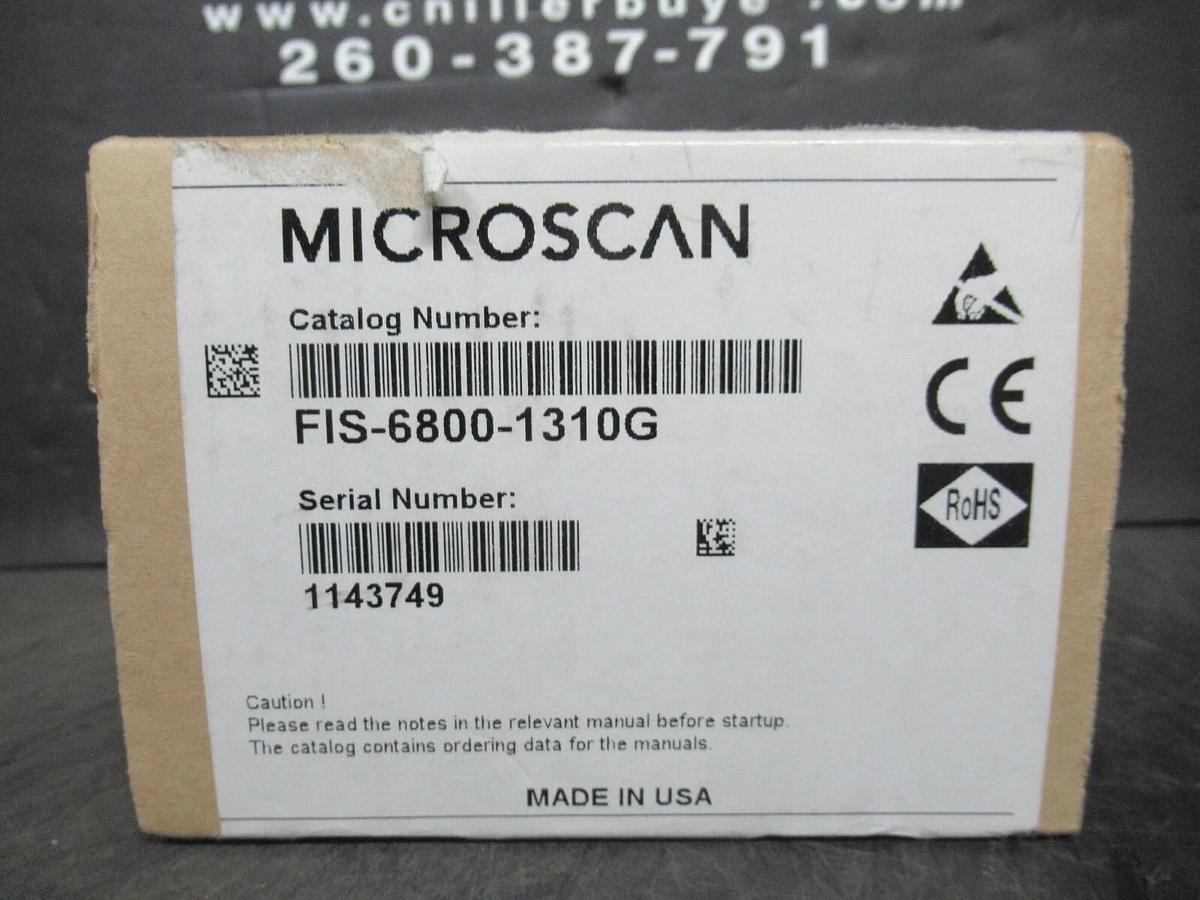 260-387-791
MICROSCAN
Catalog Number:
FIS-6800-1310G
Serial Number:
1143749
CE
RoHS
Caution !
Please read the notes in the relevant manual before startup.
The catalog contains ordering data for the manuals.
MADE IN USA